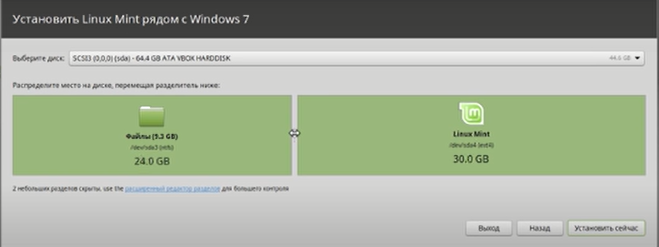 Установить Linux Mint рядом с Windows 7
Выберите диск: SCSI3 (0,0,0) (sda) - 64.4 GB ATA VBOX HARDDISK
Распределите место на диске, перемещая разделитель ниже:
Файлы (5.3 GB)
/dev/sda3 (ntfs)
24.0 GB
Linux Mint
/dev/sda4 (ext4)
30.0 GB
2 небольших разделов скрыты, use the расширенный редактор разделов для большего контроля
Выход
Назад
Установить сейчас